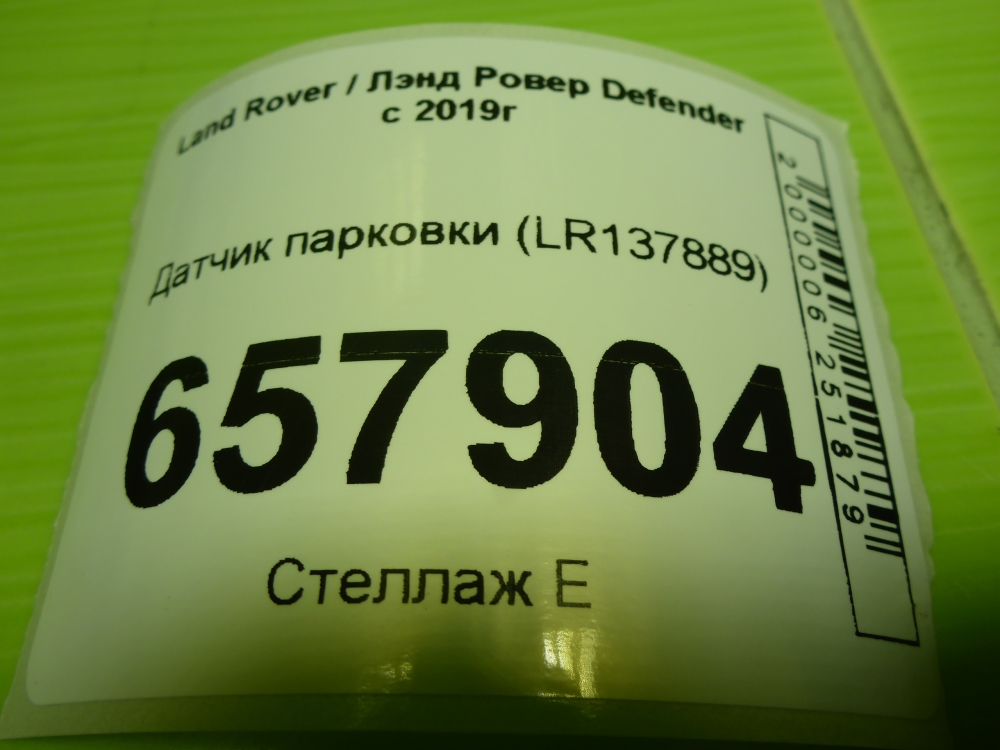 Land Rover / Лэнд Ровер Defender
с 2019г
Датчик парковки (LR137889)
657904
Стеллаж Е
2000006251879